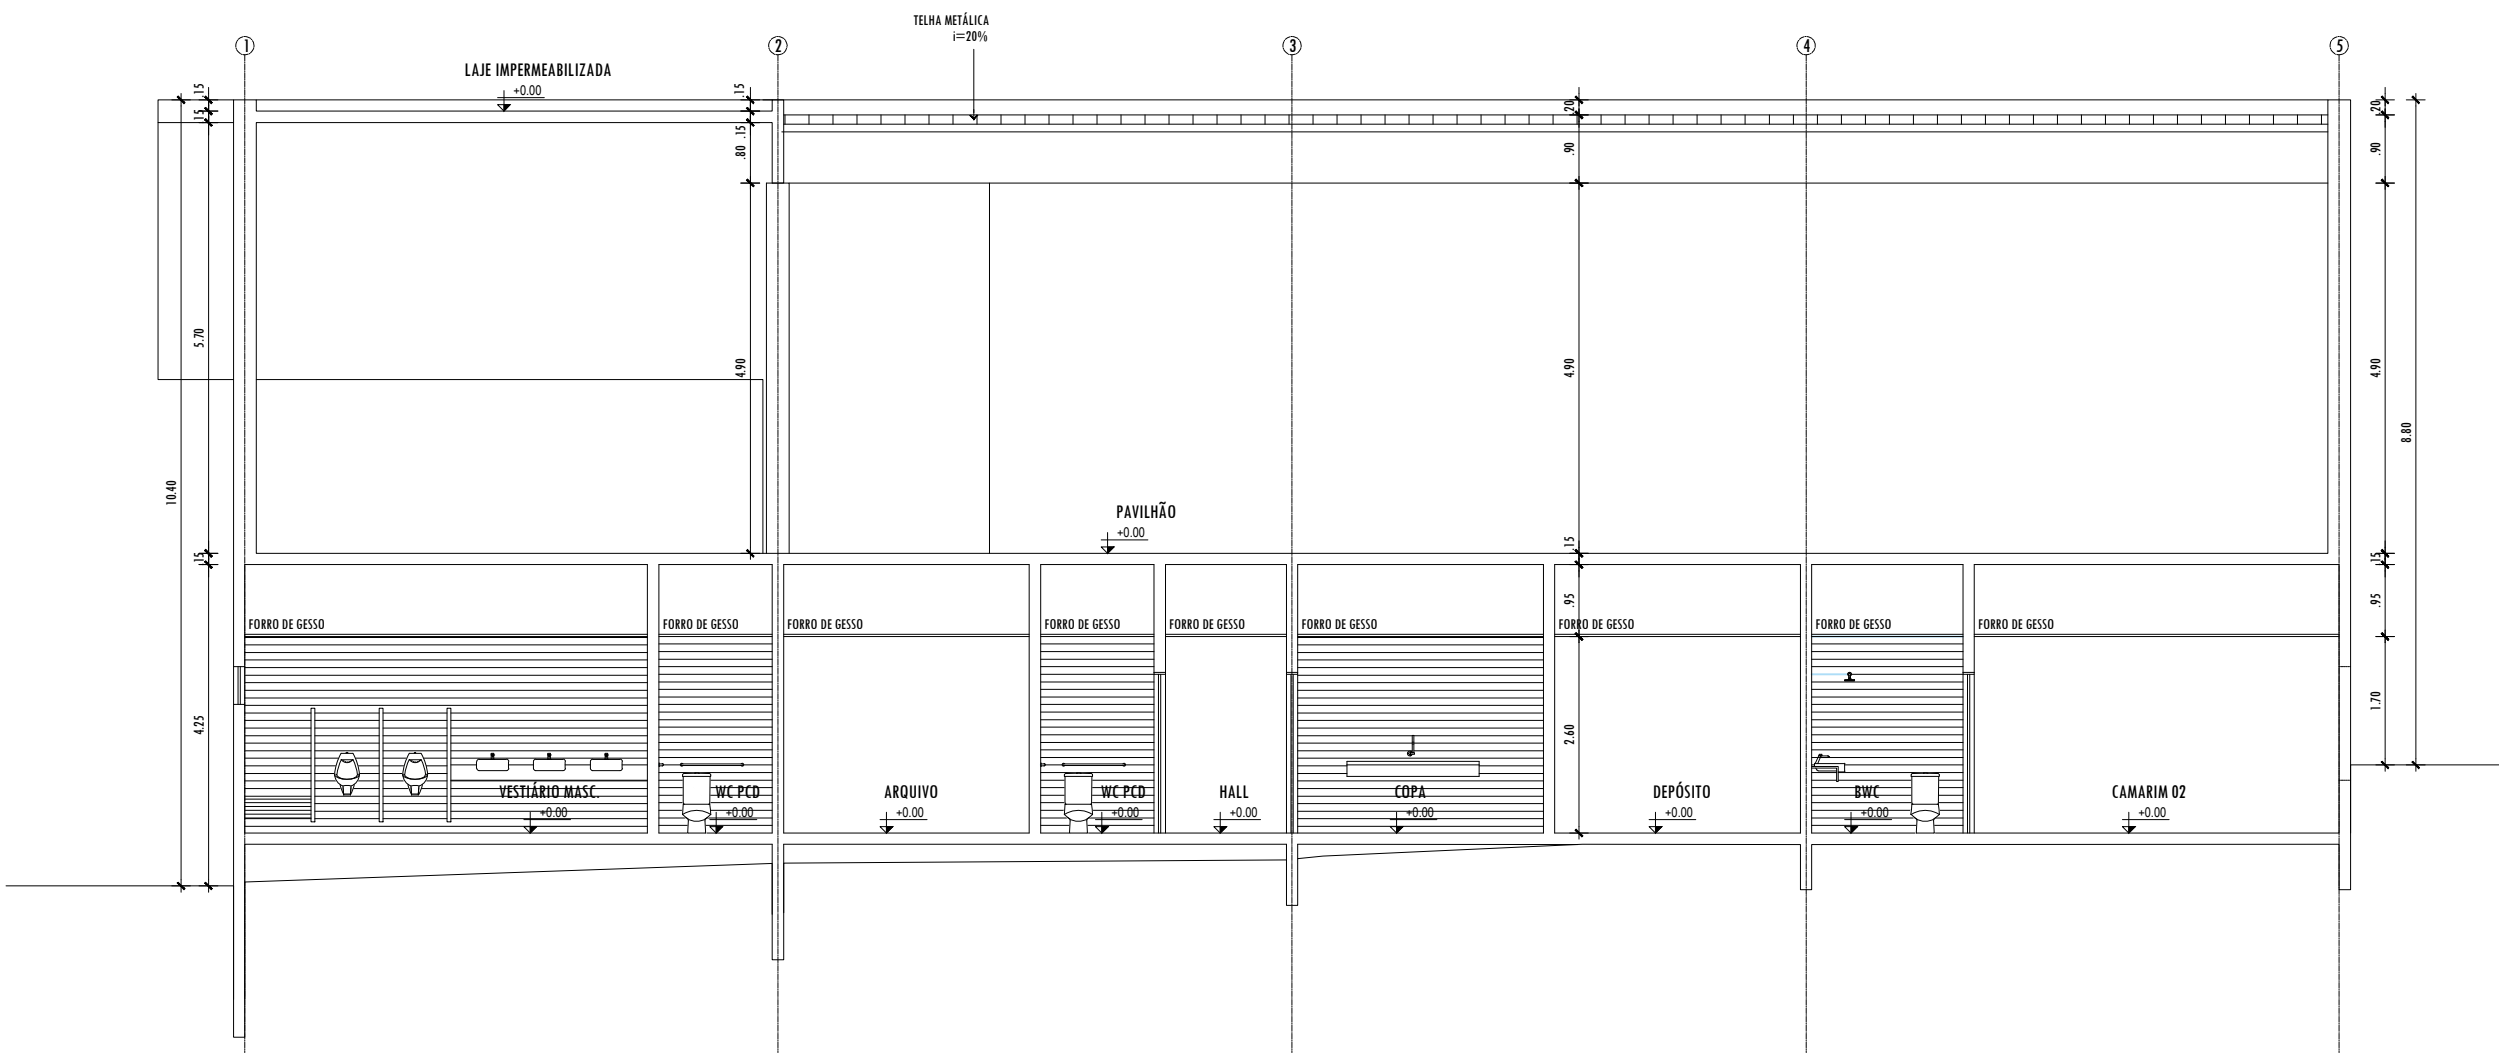 TELHA METÁLICA
i=20%
1
2
3
4
5
LAJE IMPERMEABILIZADA
+0.00
.15
.15
.15
.15
.80
.20
.90
.20
.90
5.70
4.90
4.90
4.90
8.80
10.40
PAVILHÃO
+0.00
.15
.15
.15
FORRO DE GESSO
FORRO DE GESSO
FORRO DE GESSO
FORRO DE GESSO
FORRO DE GESSO
FORRO DE GESSO
FORRO DE GESSO
FORRO DE GESSO
FORRO DE GESSO
.95
.95
4.25
2.60
1.70
VESTIÁRIO MASC.
+0.00
WC PCD
+0.00
ARQUIVO
+0.00
WC PCD
+0.00
HALL
+0.00
COPA
+0.00
DEPÓSITO
+0.00
BWC
+0.00
CAMARIM 02
+0.00